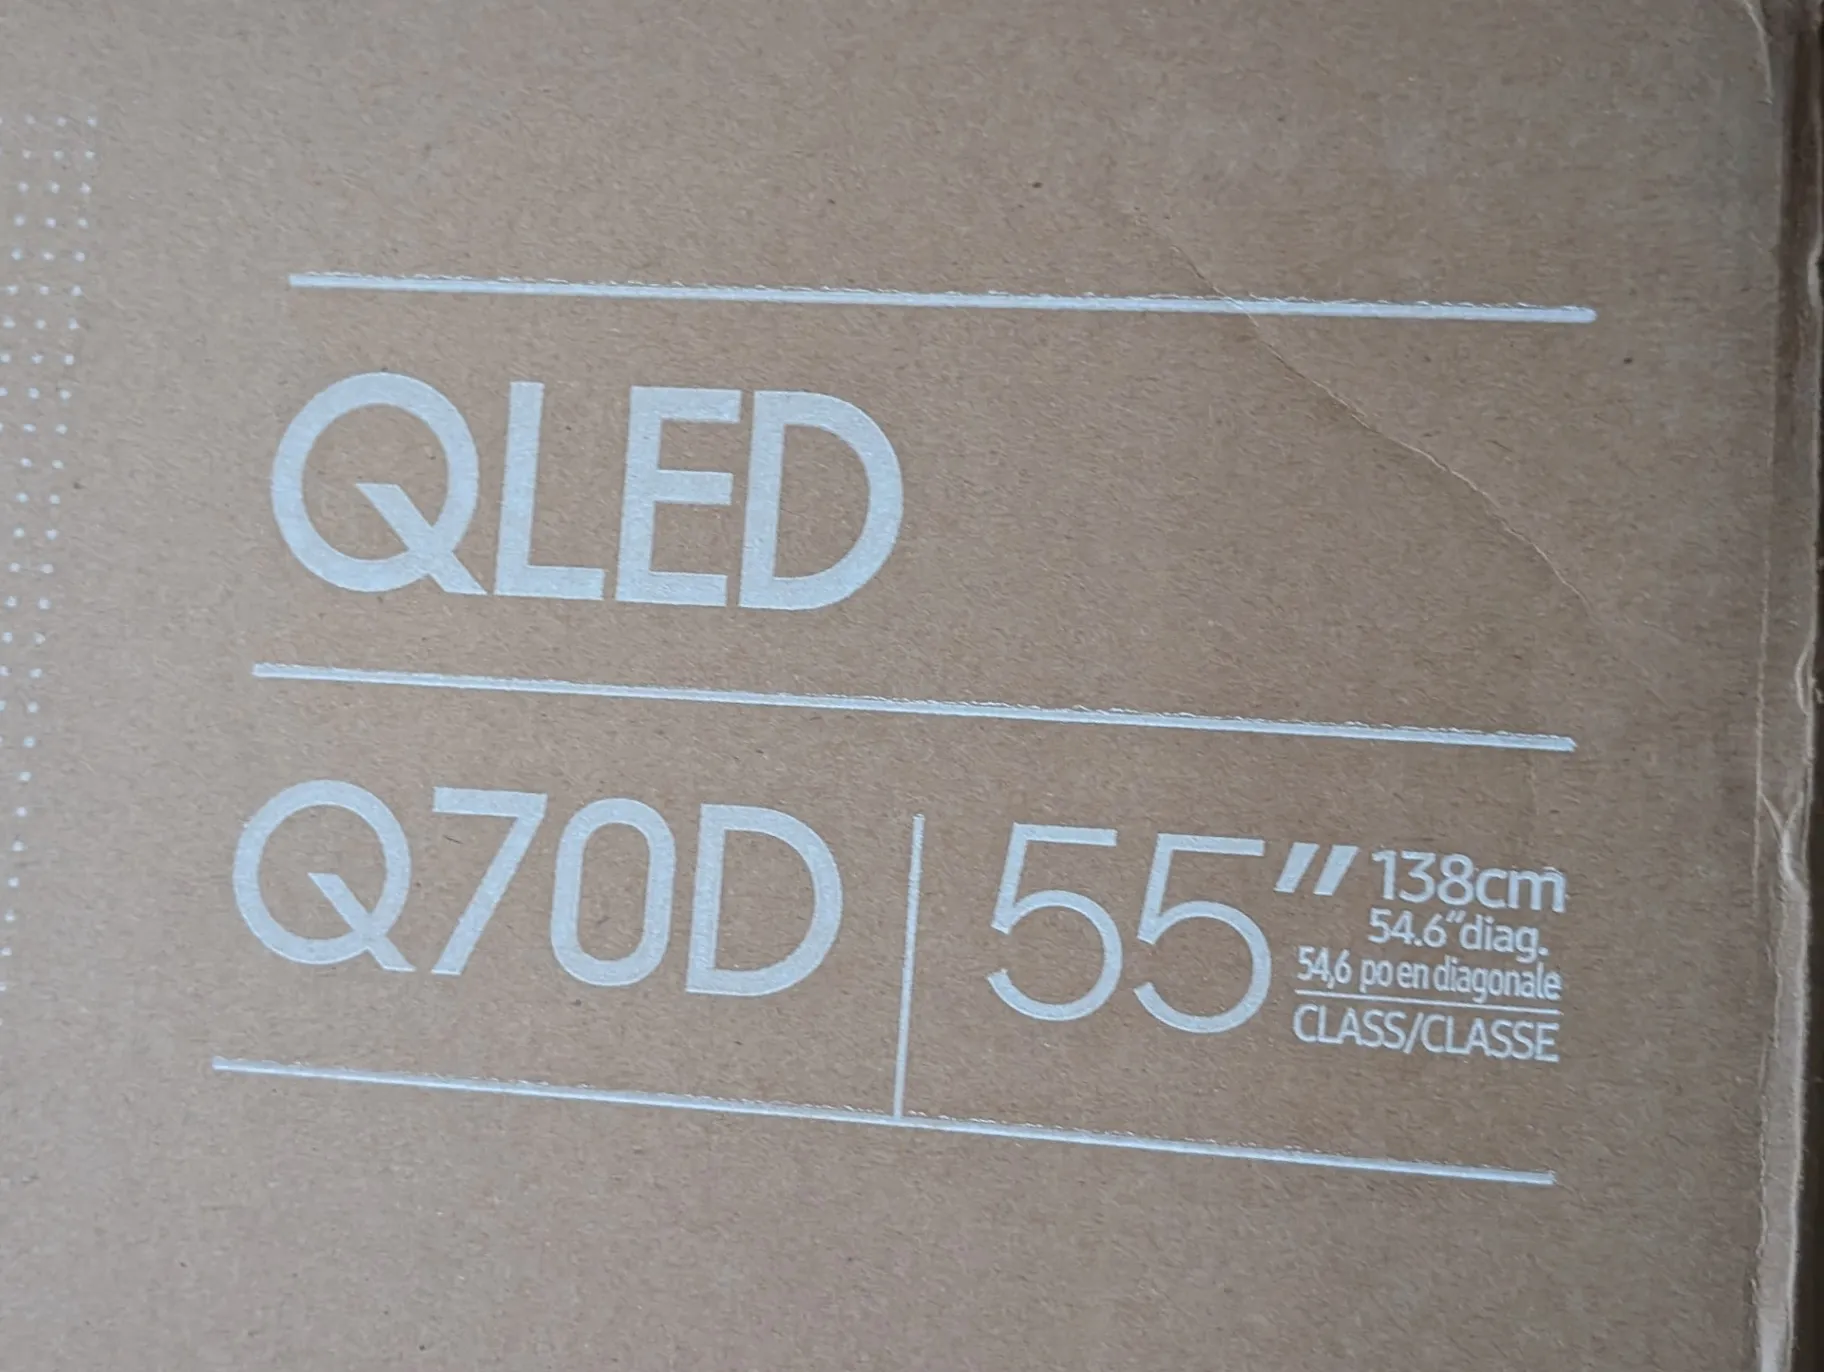 QLED
Q70D
55" 138cm
54.6"diag.
54,6 po en diagonale
CLASS/CLASSE